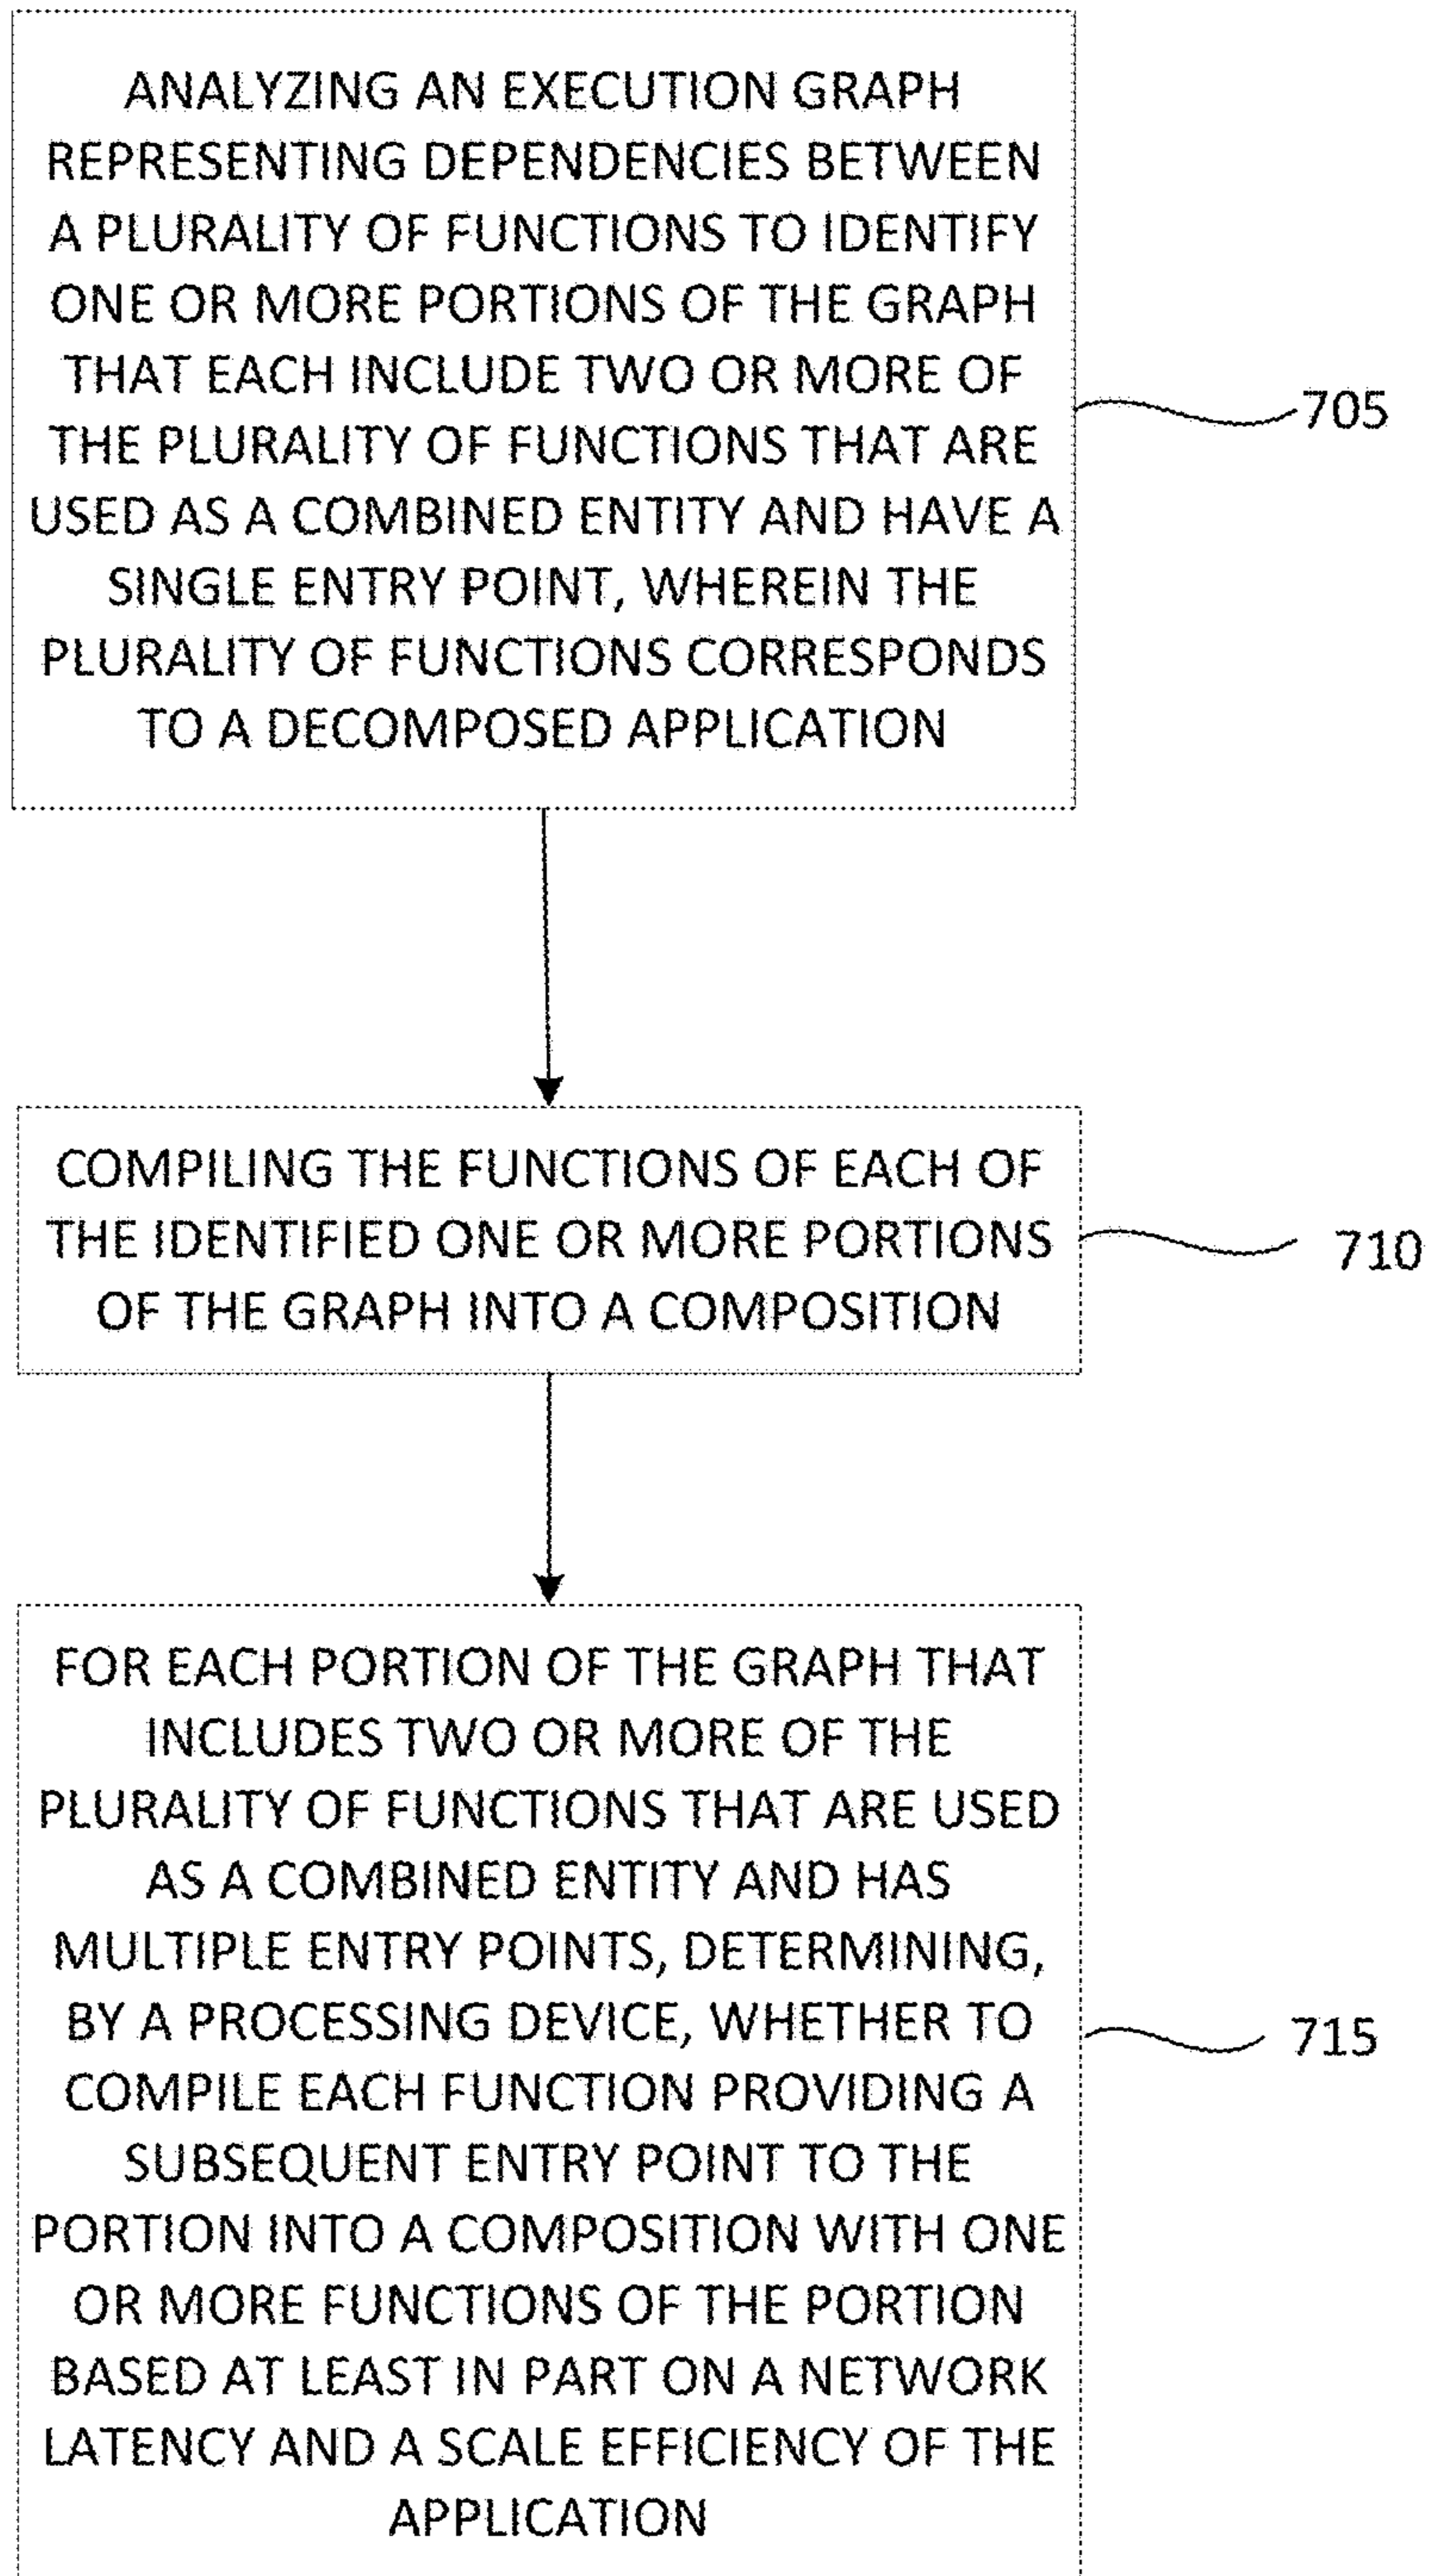 ANALYZING AN EXECUTION GRAPH
REPRESENTING DEPENDENCIES BETWEEN
A PLURALITY OF FUNCTIONS TO IDENTIFY
ONE OR MORE PORTIONS OF THE GRAPH
THAT EACH INCLUDE TWO OR MORE OF
THE PLURALITY OF FUNCTIONS THAT ARE
USED AS A COMBINED ENTITY AND HAVE A
SINGLE ENTRY POINT, WHEREIN THE
PLURALITY OF FUNCTIONS CORRESPONDS
TO A DECOMPOSED APPLICATION
705
COMPILING THE FUNCTIONS OF EACH OF
THE IDENTIFIED ONE OR MORE PORTIONS
OF THE GRAPH INTO A COMPOSITION
710
FOR EACH PORTION OF THE GRAPH THAT
INCLUDES TWO OR MORE OF THE
PLURALITY OF FUNCTIONS THAT ARE USED
AS A COMBINED ENTITY AND HAS
MULTIPLE ENTRY POINTS, DETERMINING,
BY A PROCESSING DEVICE, WHETHER TO
COMPILE EACH FUNCTION PROVIDING A
SUBSEQUENT ENTRY POINT TO THE
PORTION INTO A COMPOSITION WITH ONE
OR MORE FUNCTIONS OF THE PORTION
BASED AT LEAST IN PART ON A NETWORK
LATENCY AND A SCALE EFFICIENCY OF THE
APPLICATION
715